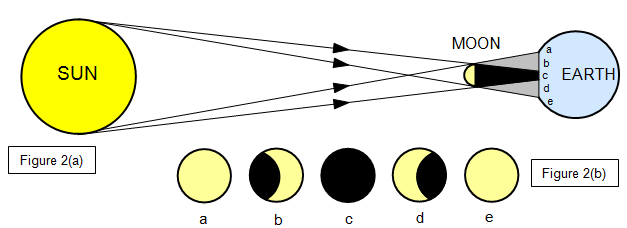 MOON
SUN
EARTH
a
b
c
d
e
Figure 2(a)
Figure 2(b)
a b c d e